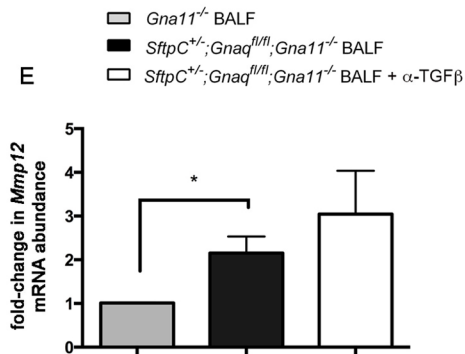 Gna11-/- BALF
SftpC+/-;Gnaqfl/fl;Gna11-/- BALF
E
SftpC+/-;Gnaqfl/fl;Gna11-/- BALF + α-TGFβ
fold-change in Mmp12
mRNA abundance
5
4
3
2
1
0
*